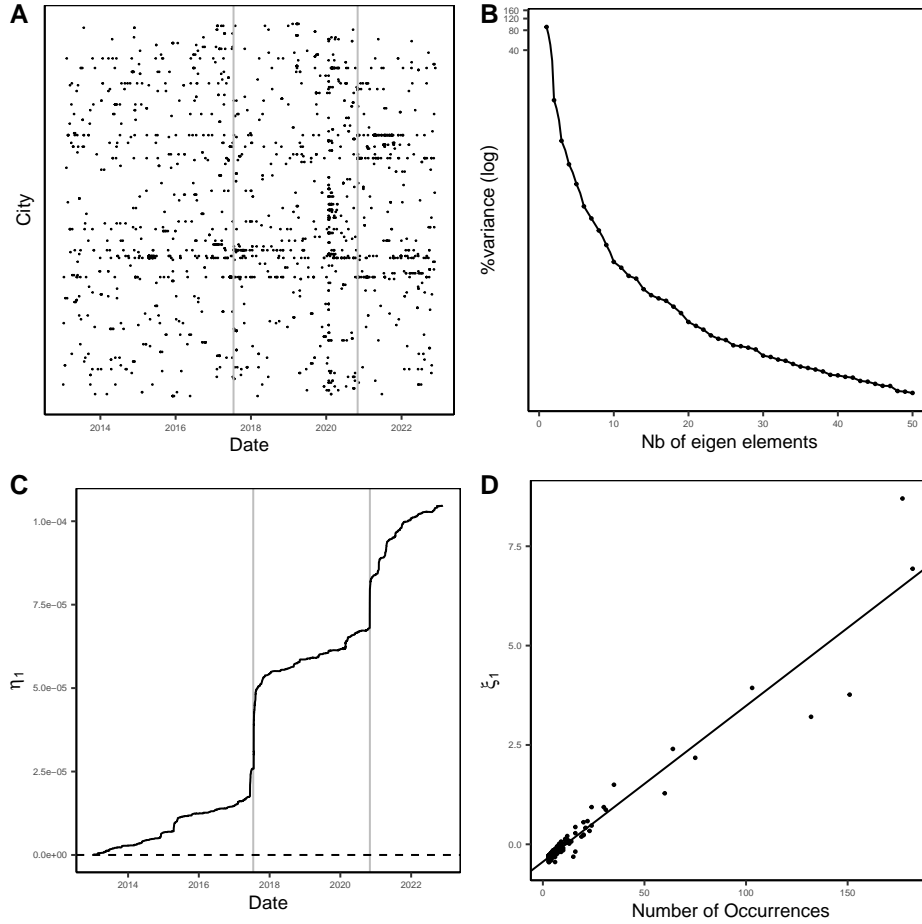 A
City
2014
2016
2018
2020
2022
Date
B
160
120
80
40
%variance (log)
0
10
20
30
40
50
Nb of eigen elements
C
1.0e−04
7.5e−05
5.0e−05
2.5e−05
0.0e+00
η1
2014
2016
2018
2020
2022
Date
D
7.5
5.0
2.5
0.0
ξ1
0
50
100
150
Number of Occurrences